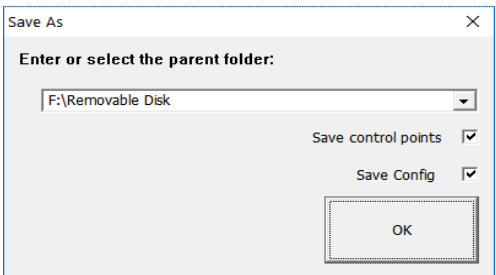 Save As
Enter or select the parent folder:
F:\Removable Disk
Save control points
Save Config
OK